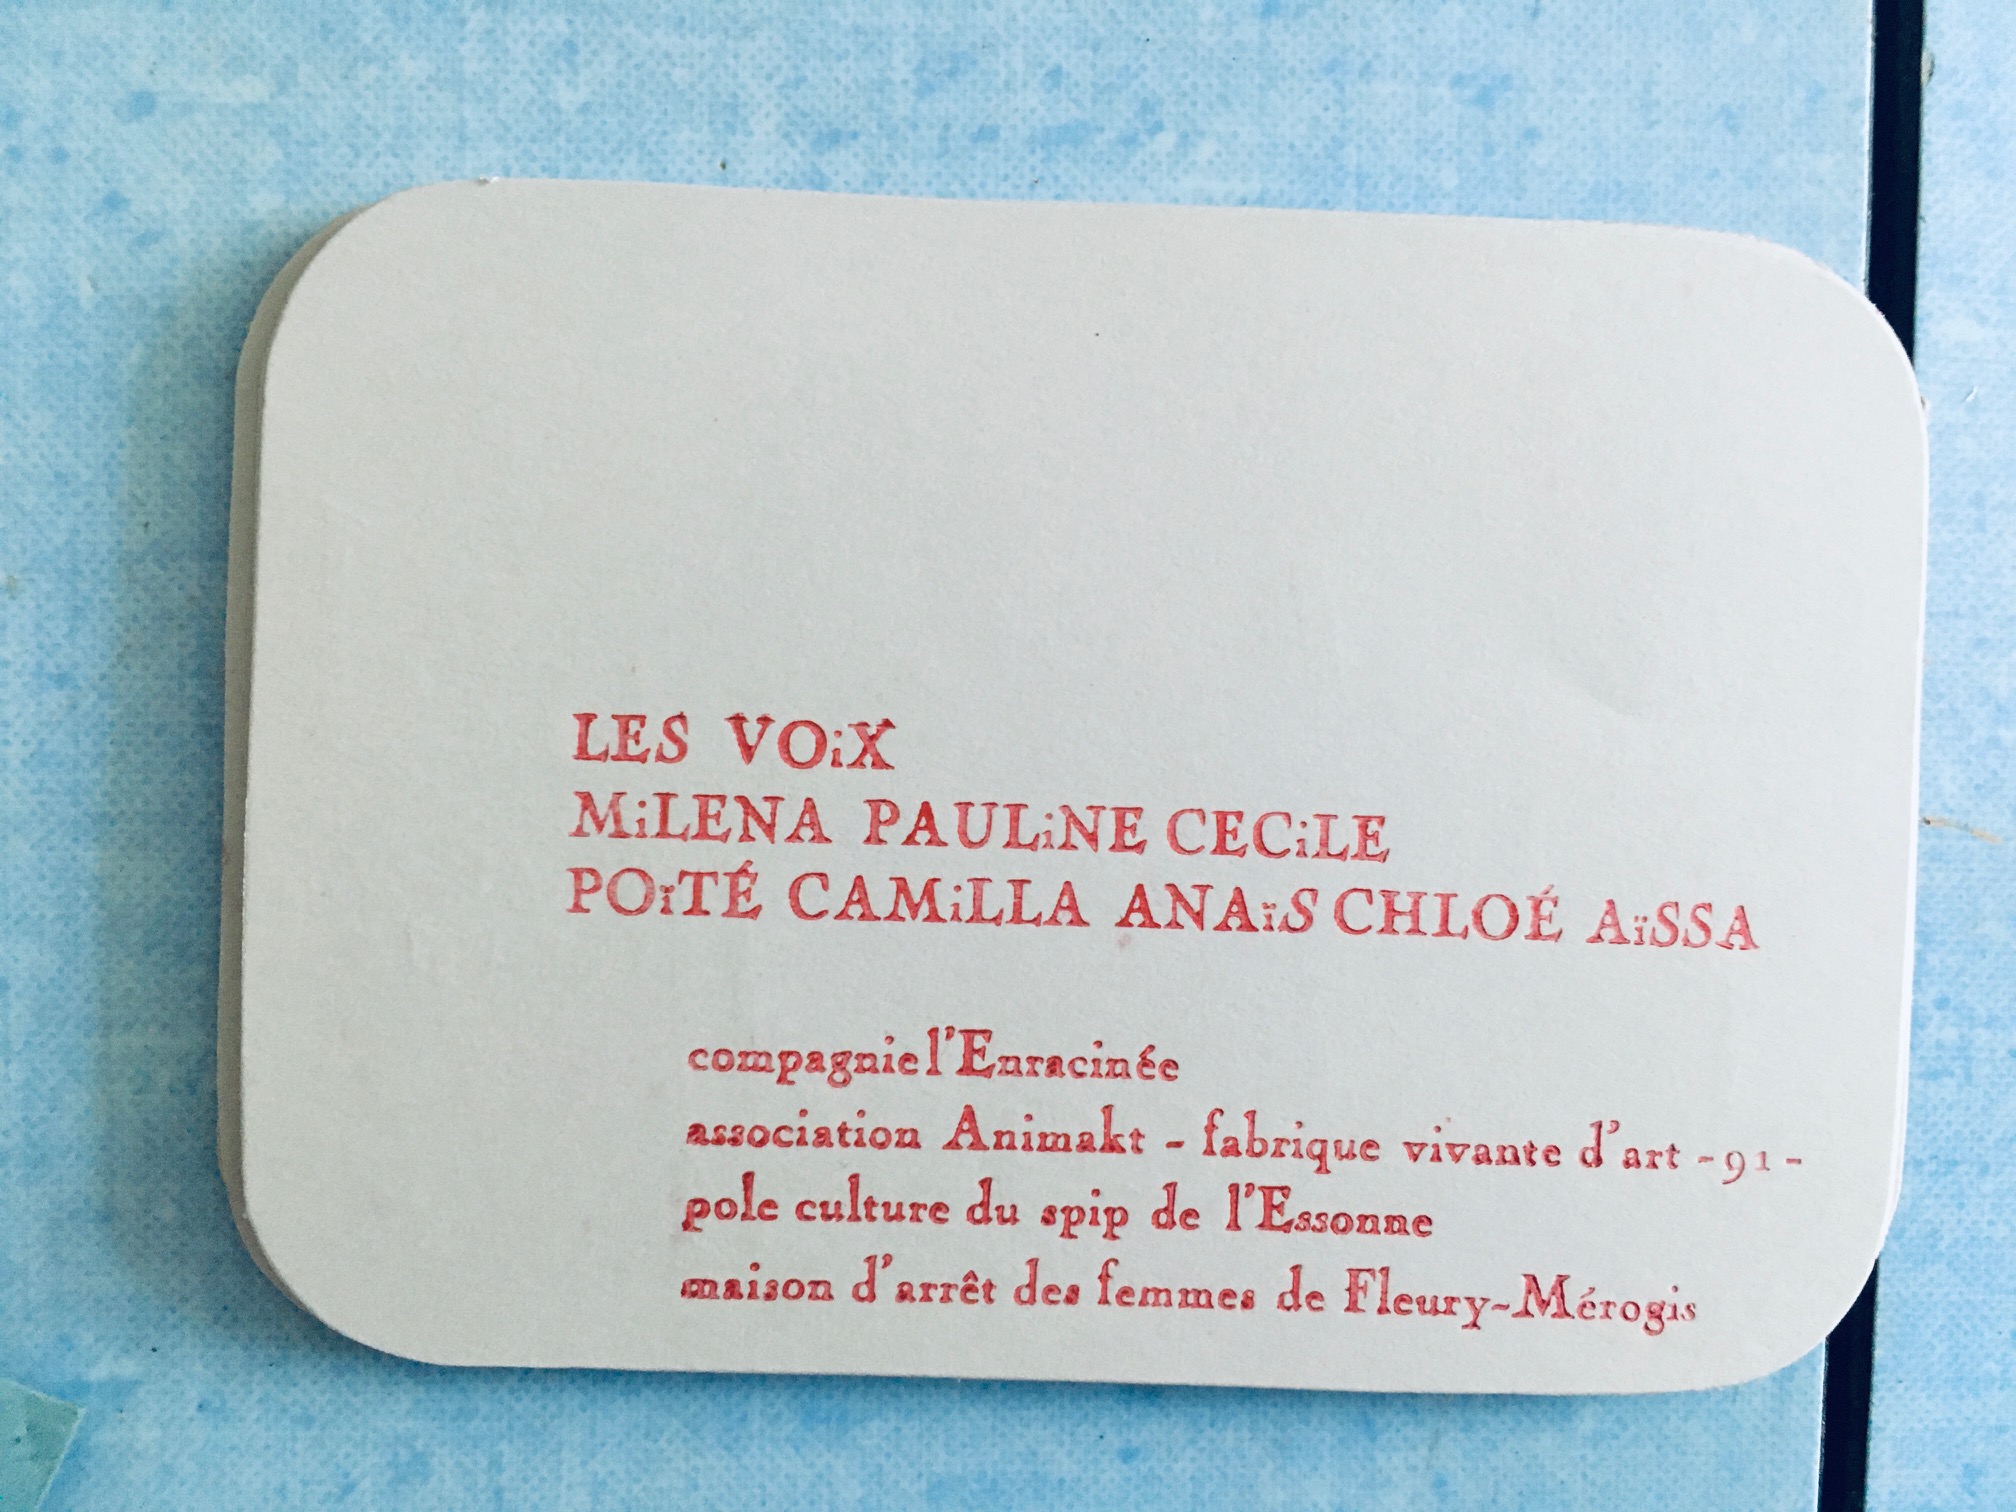 LES VOiX
MiLENA PAULiNE CECiLE
POïTÉ CAMiLLA ANAïS CHLOÉ AïSSA
compagnie l'Enracinée
association Animakt - fabrique vivante d'art - 91 -
pole culture du spip de l'Essonne
maison d'arrêt des femmes de Fleury-Mérogis